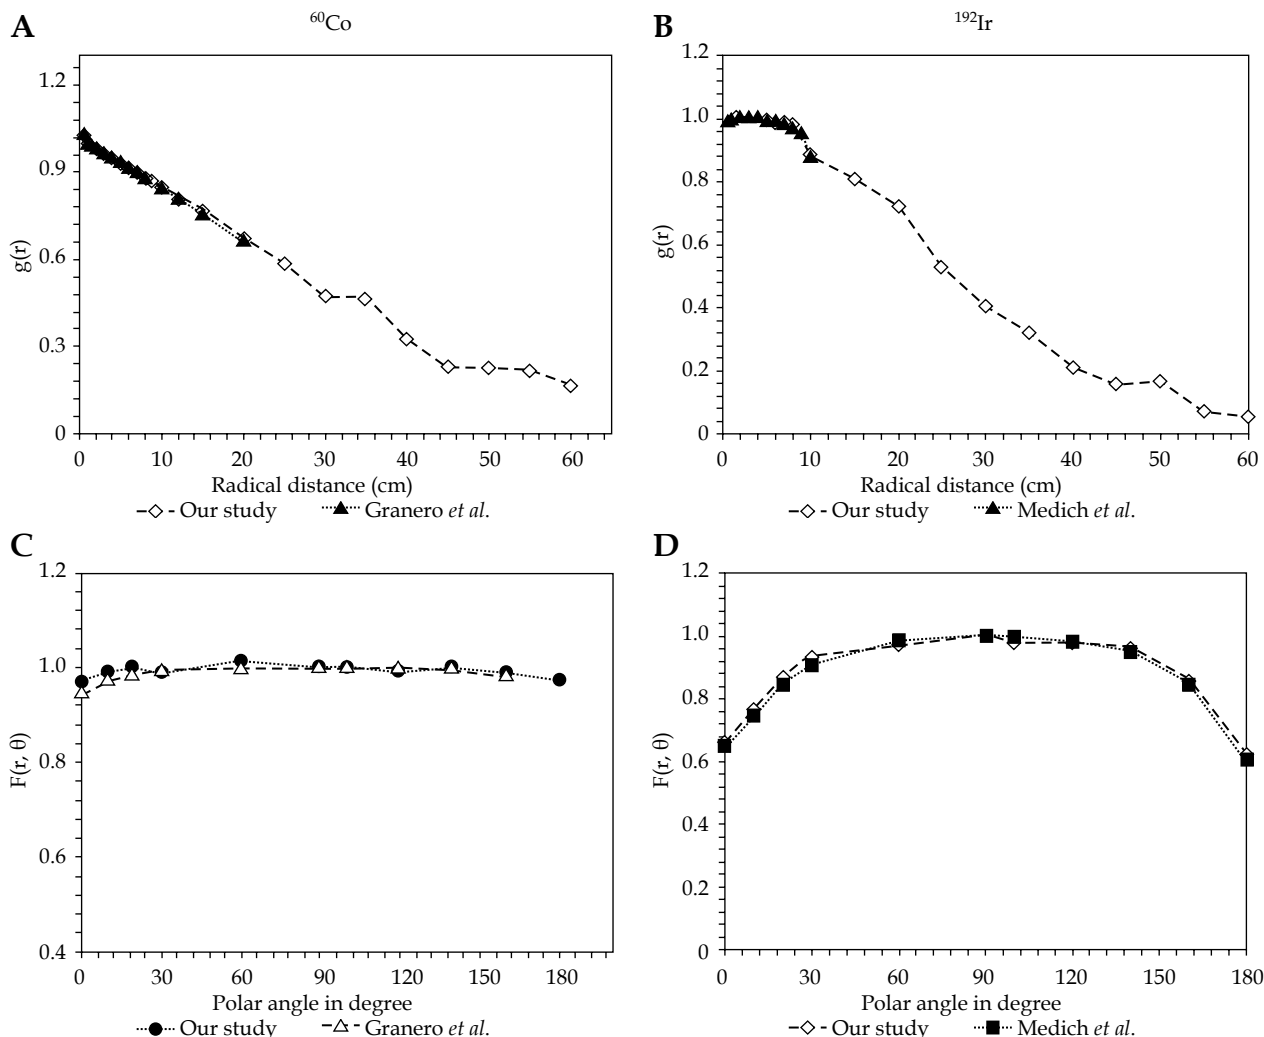 A
⁶⁰Co
1.2
0.9
0.6
0.3
0
g(r)
0 10 20 30 40 50 60
Radical distance (cm)
Our study Granero et al.
B
¹⁹²Ir
1.2
1.0
0.8
0.6
0.4
0.2
0
g(r)
0 10 20 30 40 50 60
Radical distance (cm)
Our study Medich et al.
C
1.2
1.0
0.8
0.6
0.4
F(r, θ)
0 30 60 90 120 150 180
Polar angle in degree
Our study Granero et al.
D
1.2
1.0
0.8
0.6
0.4
0.2
0
F(r, θ)
0 30 60 90 120 150 180
Polar angle in degree
Our study Medich et al.